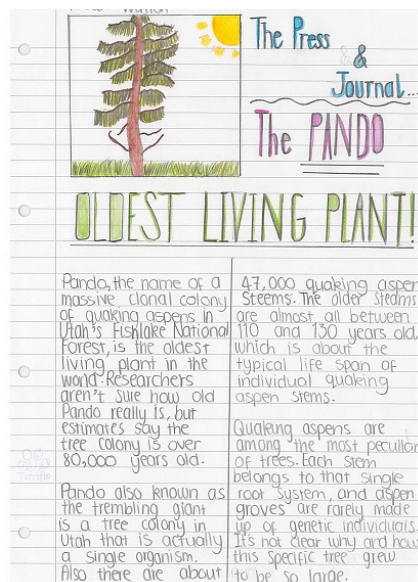 The Press
&
Journal...
The PANDO
OLDEST LIVING PLANT!
Pando, the name of a
massive clonal colony
of quaking aspens in
Utah's Fishlake National
Forest, is the oldest
living plant in the
world. Researchers
aren't sure how old
Pando really is, but
estimates say the
tree colony is over
80,000 years old.
Pando also known as
the trembling giant
is a tree colony in
Utah that is actually
a single organism.
Also there are about
47,000 quaking aspen
Steems. The older steams
are almost all between
110 and 130 years old,
which is about the
typical life span of
individual quaking
aspen stems.
Quaking aspens are
among the most peculiar
of trees. Each stem
belongs to that single
root system, and aspen
groves are rarely made
up of genetic individuals.
It's not clear why and how
this specific tree grew
to be so large.